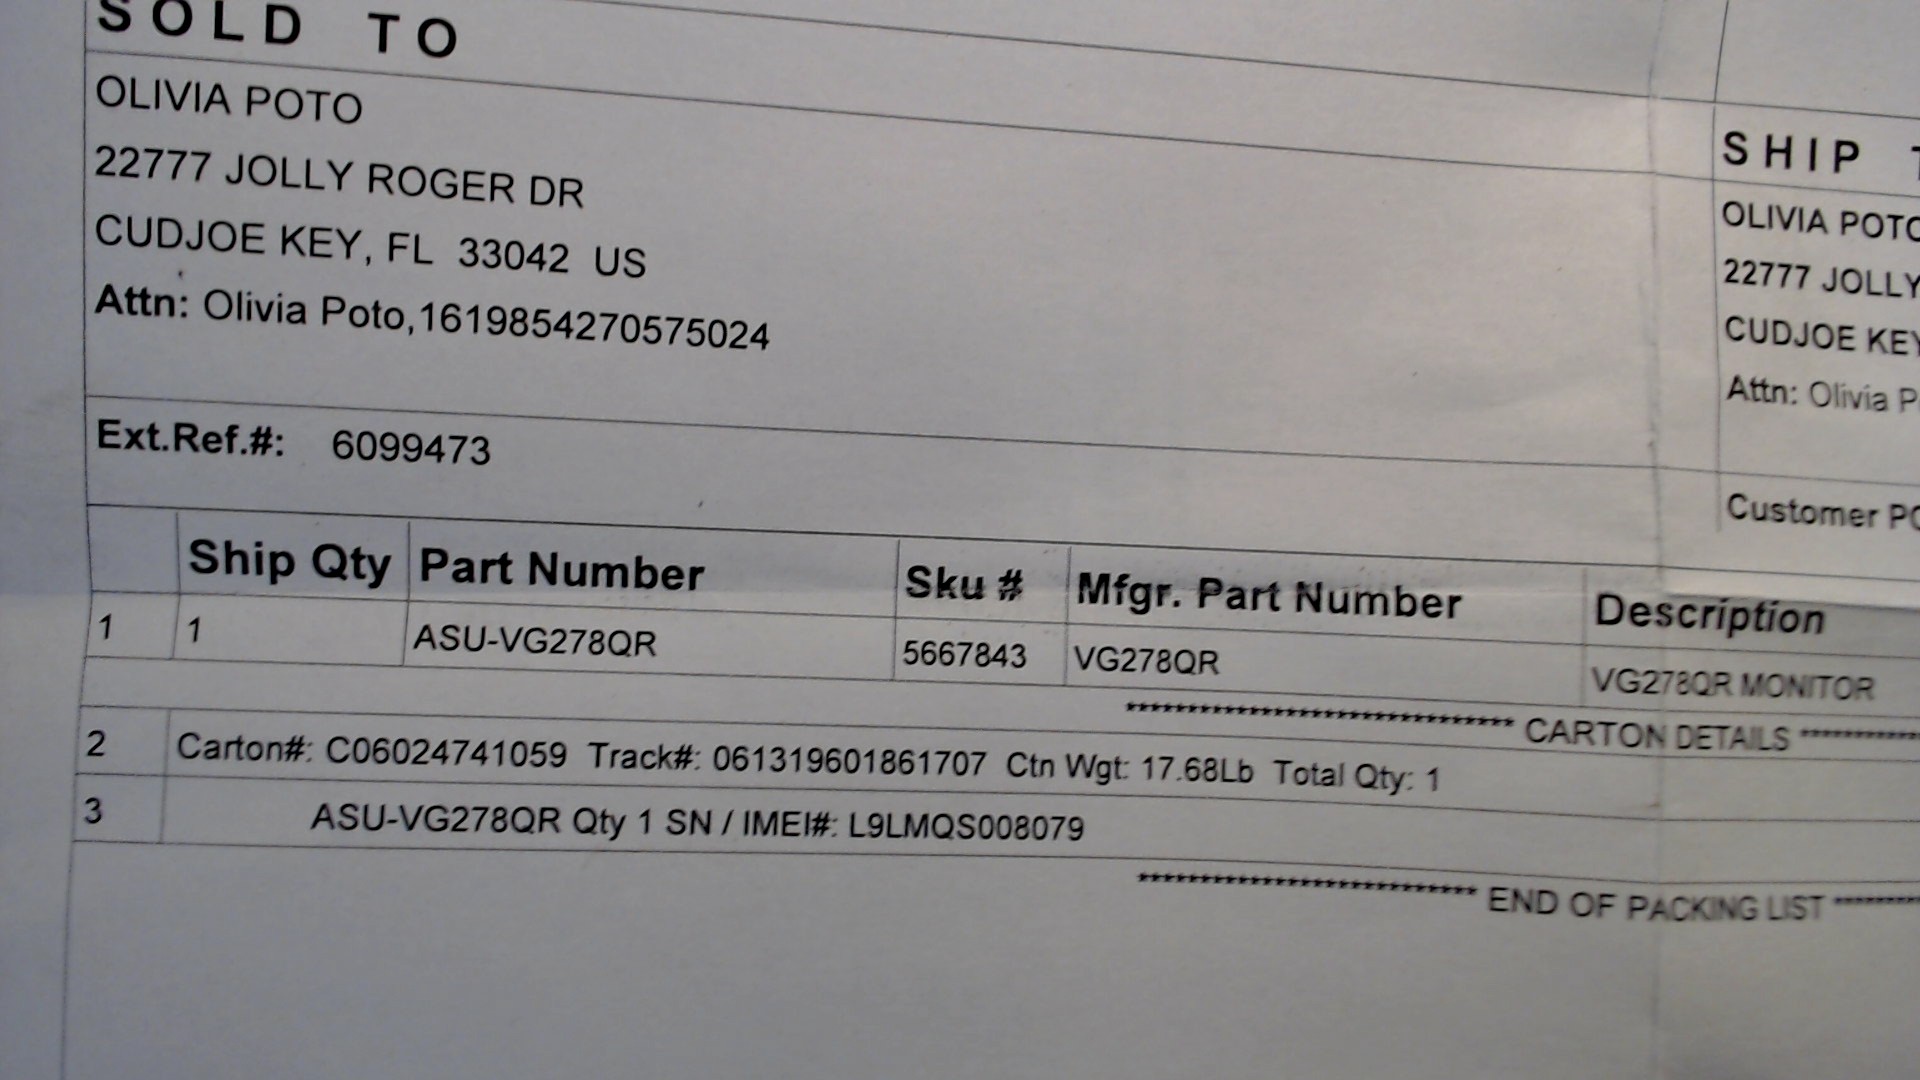 SOLD TO
OLIVIA POTO
22777 JOLLY ROGER DR
CUDJOE KEY, FL 33042 US
Attn: Olivia Poto,1619854270575024
SHIP
OLIVIA POTO
22777 JOLLY
CUDJOE KEY
Attn: Olivia P
Ext.Ref.#: 6099473
Customer PO
Ship Qty Part Number Sku # Mfgr. Part Number Description
1 1 ASU-VG278QR 5667843 VG278QR VG278QR MONITOR
****************************** CARTON DETAILS **********
2 Carton#: C06024741059 Track#: 061319601861707 Ctn Wgt: 17.68Lb Total Qty: 1
3 ASU-VG278QR Qty 1 SN / IMEI#: L9LMQS008079
*************************** END OF PACKING LIST *******